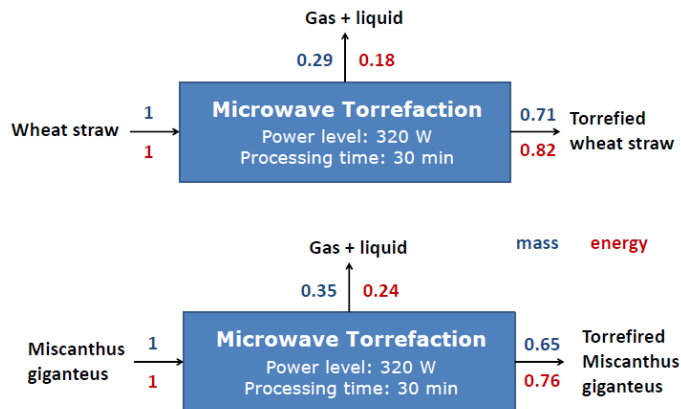 Gas + liquid
0.29 0.18
1
Microwave Torrefaction
0.71
Wheat straw
Power level: 320 W
Torrefied
wheat straw
1
Processing time: 30 min
0.82
Gas + liquid
mass energy
0.35 0.24
1
Microwave Torrefaction
0.65
Miscanthus
giganteus
Power level: 320 W
Torrefired
Miscanthus
giganteus
1
Processing time: 30 min
0.76